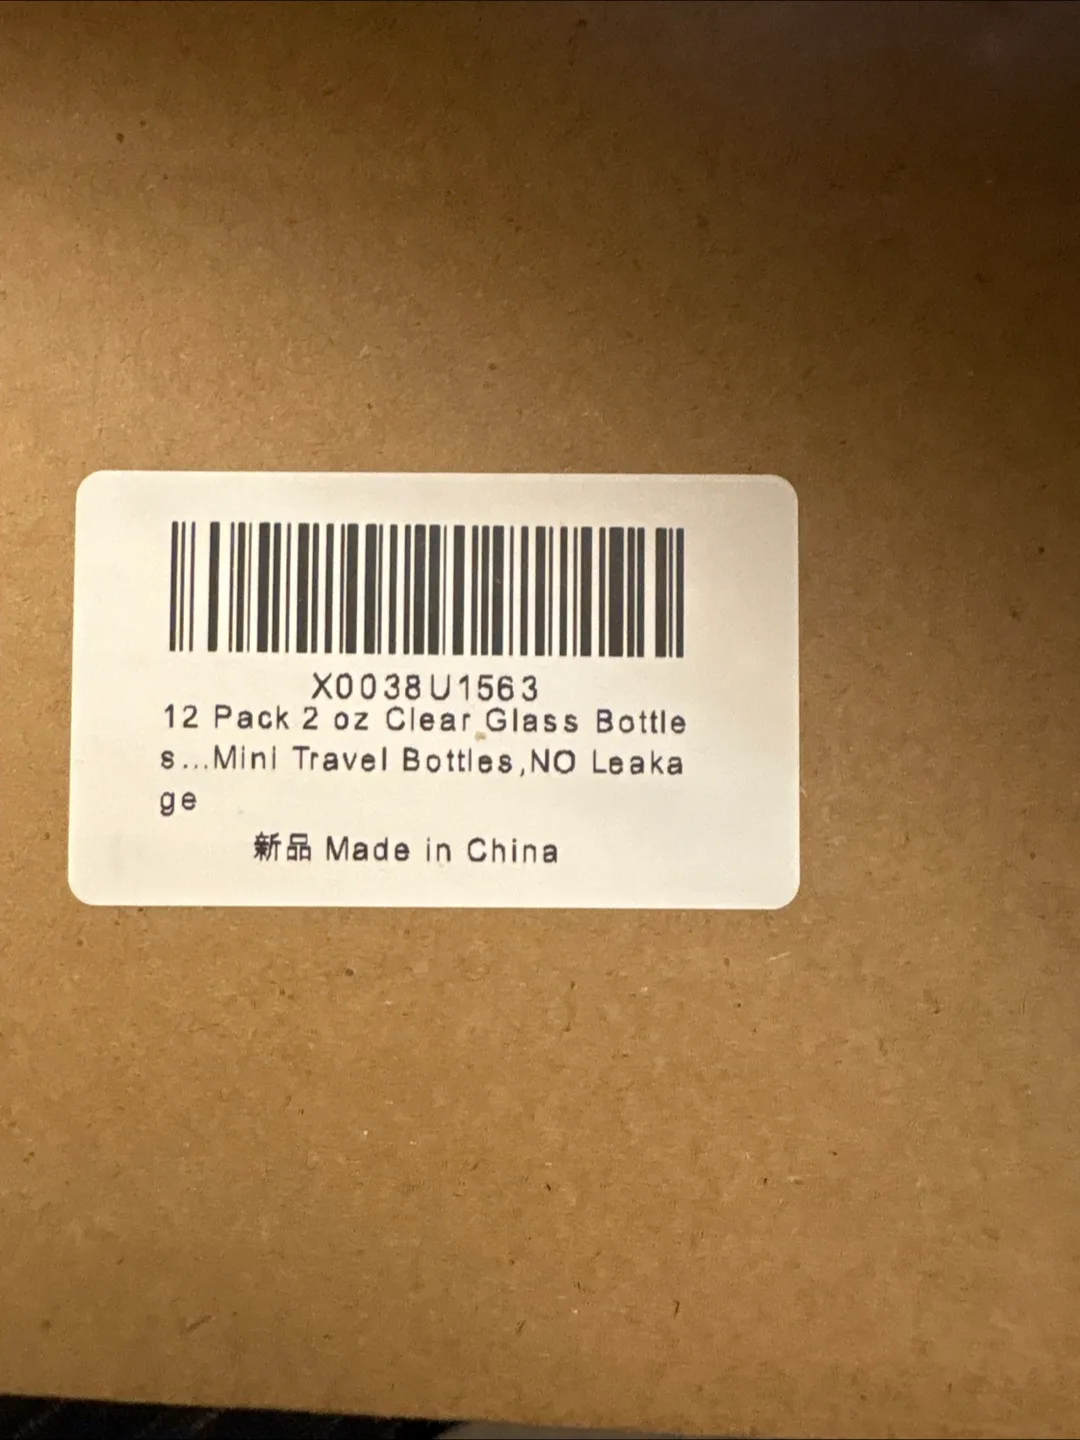 X0038U1563
12 Pack 2 oz Clear Glass Bottle
s...Mini Travel Bottles,NO Leaka
ge
新品 Made in China